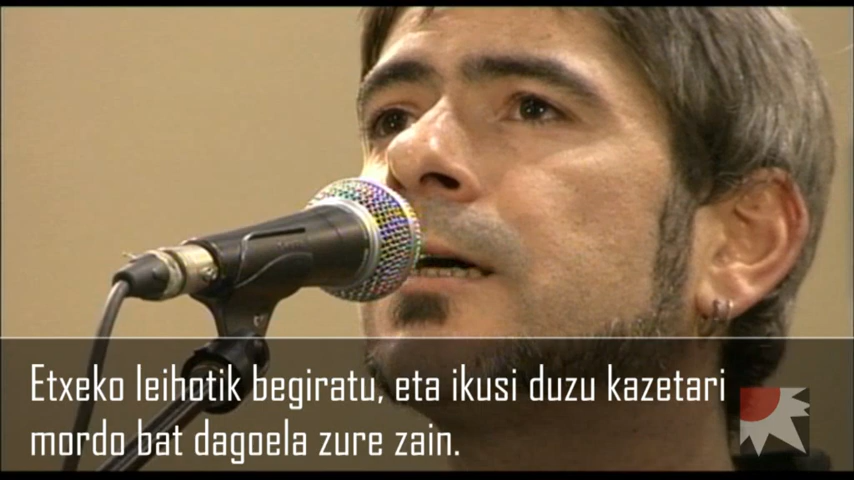 Etxeko leihotik begiratu, eta ikusi duzu kazetari
mordo bat dagoela zure zain.